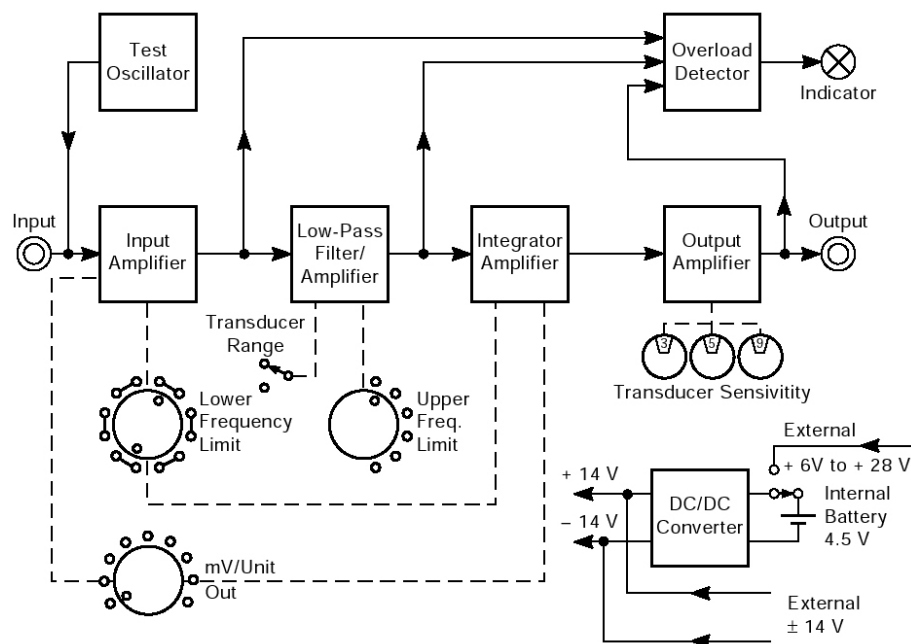 Test
Oscillator
Overload
Detector
Indicator
Input
Input
Amplifier
Low-Pass
Filter/
Amplifier
Integrator
Amplifier
Output
Amplifier
Output
Transducer
Range
3
5
9
Transducer Sensivitity
Lower
Frequency
Limit
Upper
Freq.
Limit
External
+ 6V to + 28 V
+ 14 V
− 14 V
DC/DC
Converter
Internal
Battery
4.5 V
mV/Unit
Out
External
± 14 V